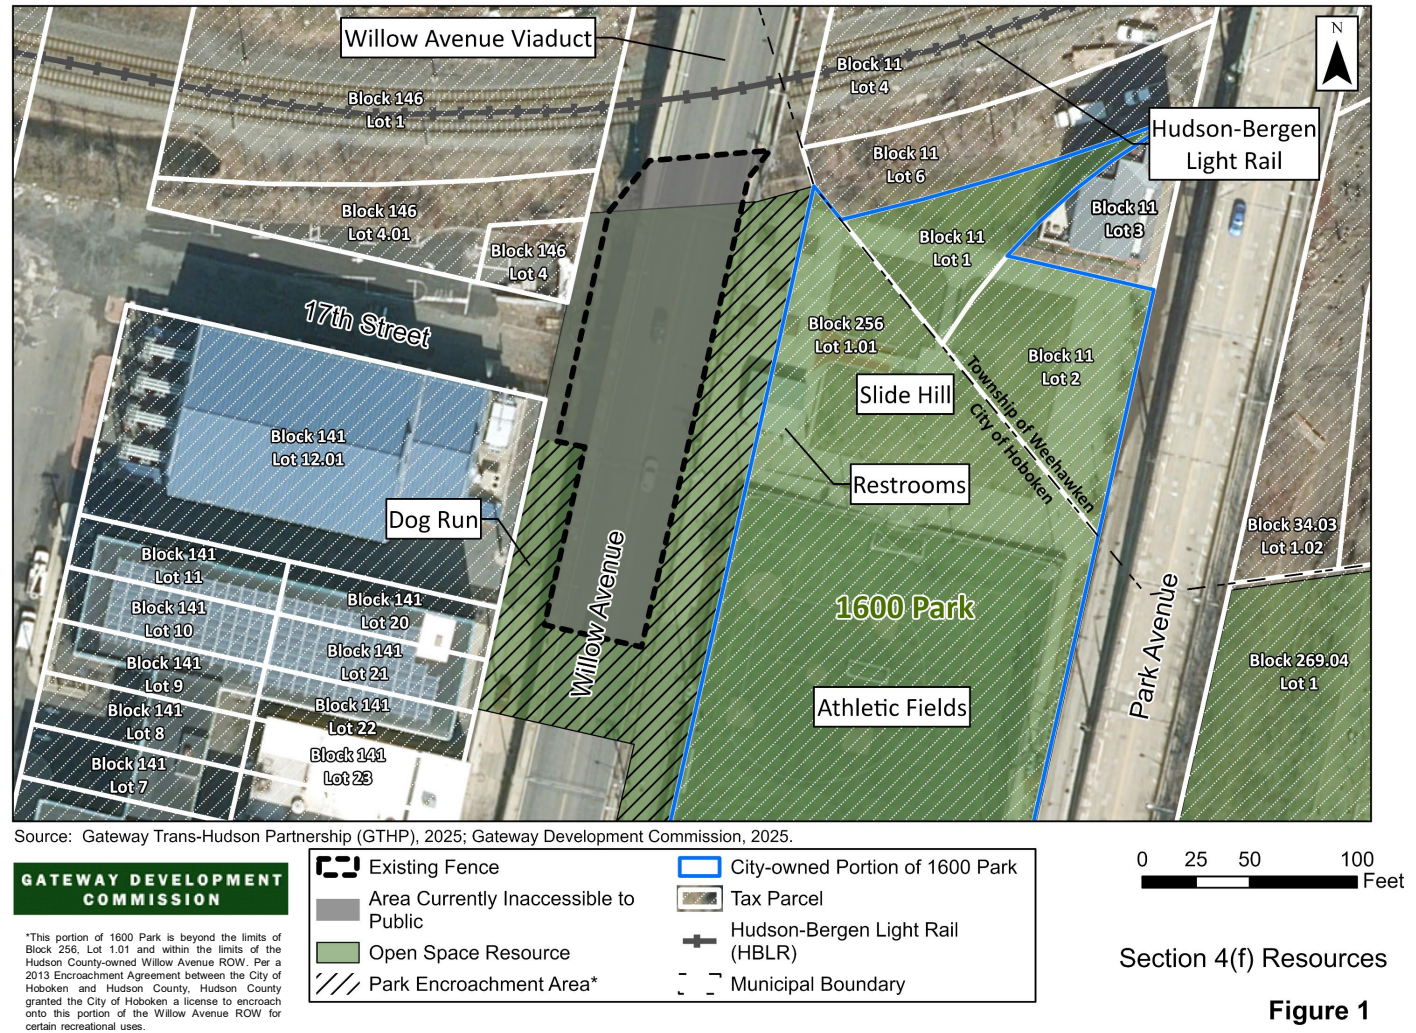 Willow Avenue Viaduct
N
Block 11
Lot 4
Block 146
Lot 1
Hudson-Bergen
Light Rail
Block 11
Lot 6
Block 146
Lot 4.01
Block 11
Lot 3
Block 146
Lot 4
Block 11
Lot 1
17th Street
Block 256
Lot 1.01
Block 11
Lot 2
Slide Hill
Township of Weehawken
City of Hoboken
Block 141
Lot 12.01
Restrooms
Dog Run
Block 34.03
Lot 1.02
Block 141
Lot 11
Willow Avenue
Block 141
Lot 20
Block 141
Lot 10
1600 Park
Park Avenue
Block 141
Lot 21
Block 269.04
Lot 1
Block 141
Lot 9
Block 141
Lot 8
Block 141
Lot 22
Athletic Fields
Block 141
Lot 23
Block 141
Lot 7
Source: Gateway Trans-Hudson Partnership (GTHP), 2025; Gateway Development Commission, 2025.
GATEWAY DEVELOPMENT
COMMISSION
*This portion of 1600 Park is beyond the limits of
Block 256, Lot 1.01 and within the limits of the
Hudson County-owned Willow Avenue ROW. Per a
2013 Encroachment Agreement between the City of
Hoboken and Hudson County, Hudson County
granted the City of Hoboken a license to encroach
onto this portion of the Willow Avenue ROW for
certain recreational uses.
Existing Fence
Area Currently Inaccessible to
Public
Open Space Resource
Park Encroachment Area*
City-owned Portion of 1600 Park
Tax Parcel
Hudson-Bergen Light Rail
(HBLR)
Municipal Boundary
0 25 50 100
Feet
Section 4(f) Resources
Figure 1